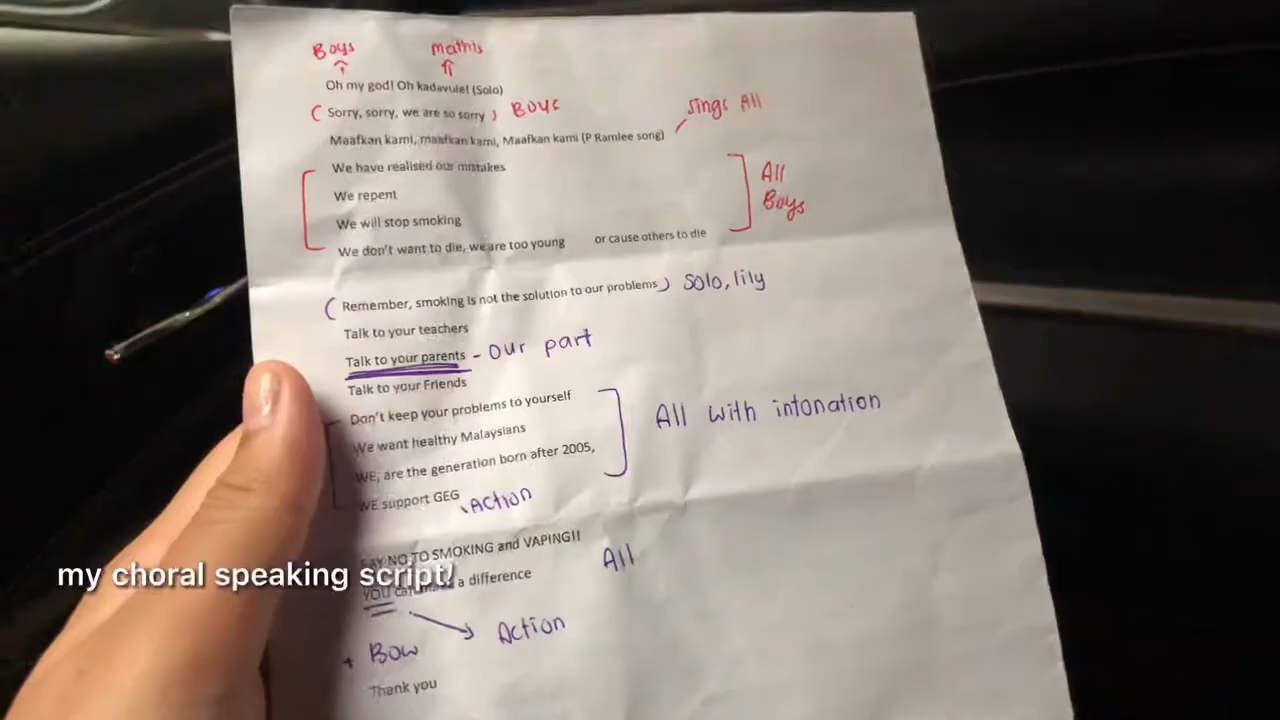 Boys mathis
Oh my god! Oh kadavule! (Solo)
( Sorry, sorry, we are so sorry ) BOYS
sings All
Maafkan kami, maafkan kami, Maafkan kami (P Ramlee song)
We have realised our mistakes
We repent
We will stop smoking
We don't want to die, we are too young or cause others to die
All
Boys
( Remember, smoking is not the solution to our problems ) Solo, lily
Talk to your teachers
Talk to your parents - Our part
Talk to your Friends
Don't keep your problems to yourself
We want healthy Malaysians
WE, are the generation born after 2005,
WE support GEG Action
All with intonation
SAY NO TO SMOKING and VAPING!!
YOU can a difference
All
Action
+ Bow
Thank you
my choral speaking script!